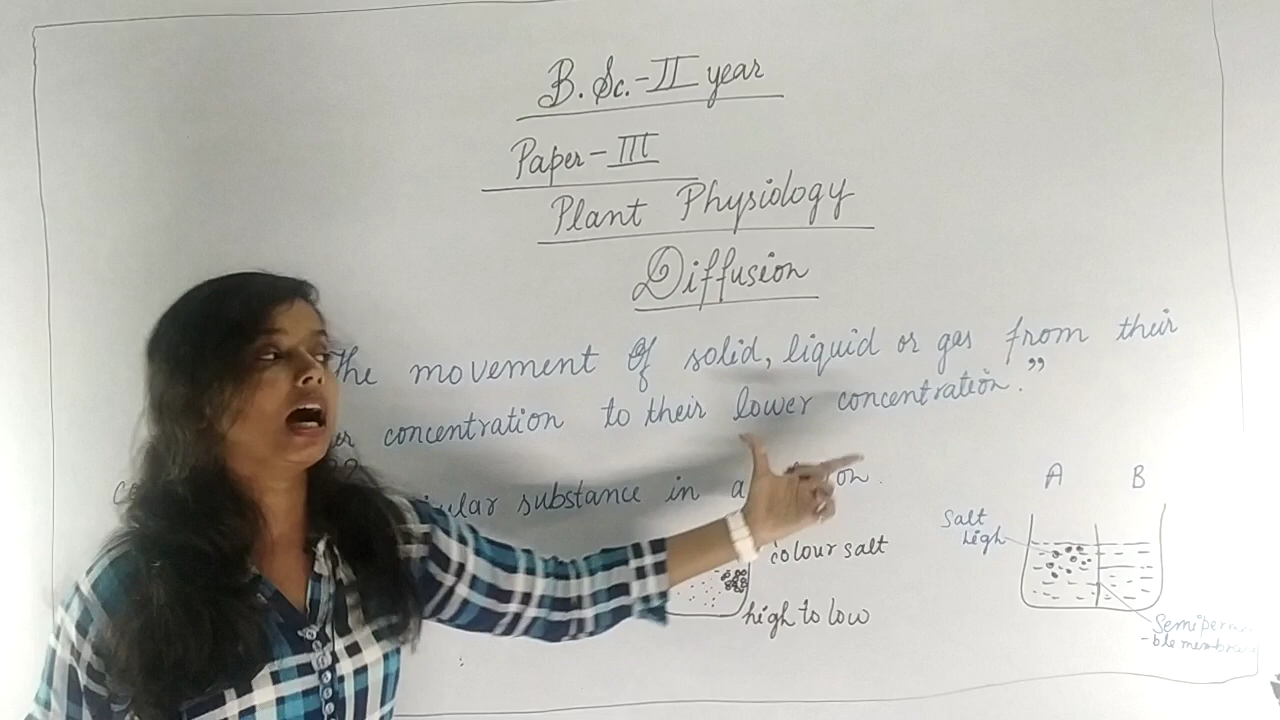 B. Sc.-II year
Paper-III
Plant Physiology
Diffusion
The movement of solid, liquid or gas from their
concentration to their lower concentration."
substance in a
colour salt
high to low
A B
Salt
high